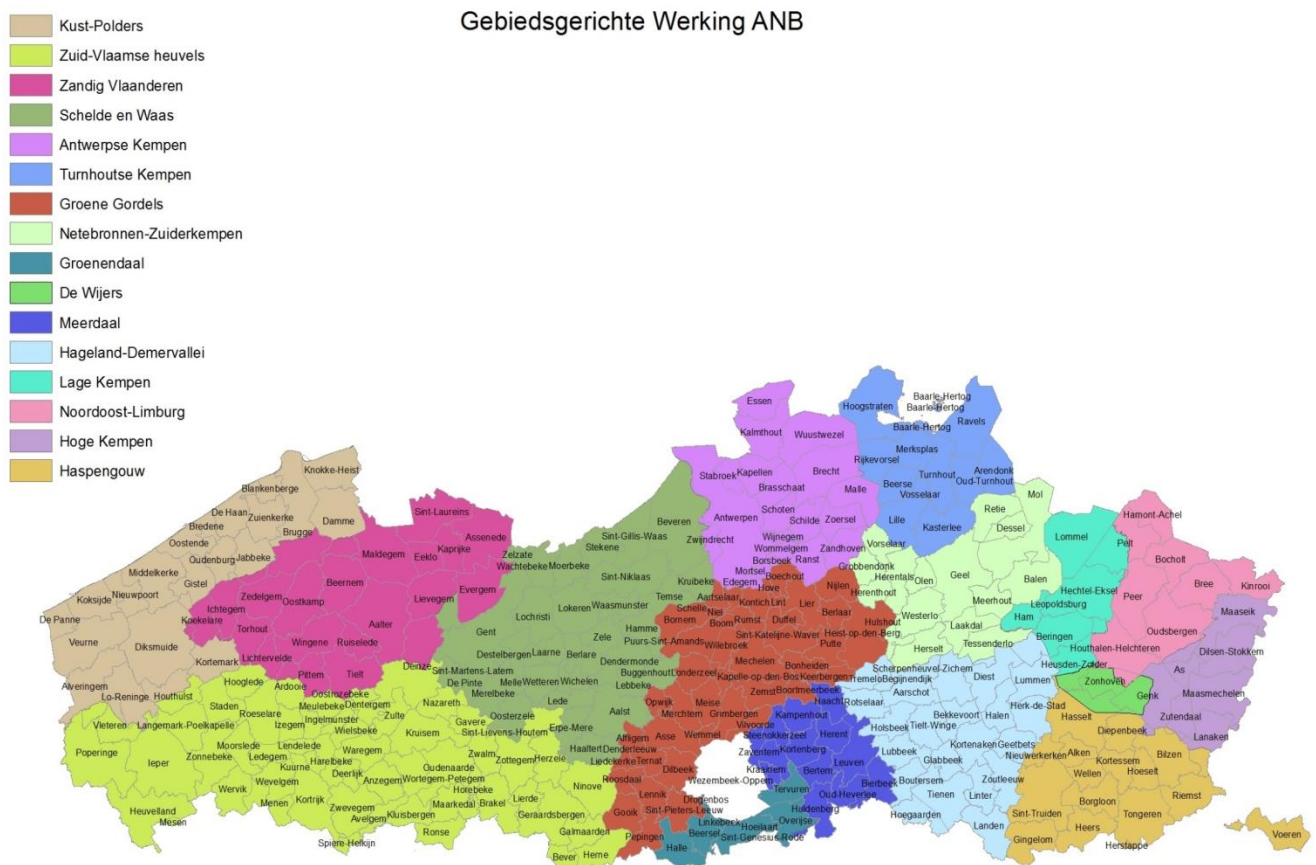 Gebiedsgerichte Werking ANB
Kust-Polders
Zuid-Vlaamse heuvels
Zandig Vlaanderen
Schelde en Waas
Antwerpse Kempen
Turnhoutse Kempen
Groene Gordels
Netebronnen-Zuiderkempen
Groenendaal
De Wijers
Meerdaal
Hageland-Demervallei
Lage Kempen
Noordoost-Limburg
Hoge Kempen
Haspengouw
Knokke-Heist
Blankenberge
De Haan
Zuienkerke
Damme
Bredene
Brugge
Oostende
Oudenburg
Jabbeke
Middelkerke
Gistel
Nieuwpoort
Koksijde
De Panne
Veurne
Diksmuide
Kortemark
Alveringem
Lo-Reninge
Houthulst
Sint-Laureins
Assenede
Maldegem
Kaprijke
Eeklo
Beernem
Zedelgem
Oostkamp
Ichtegem
Koekelare
Torhout
Evergem
Lievegem
Aalter
Wingene
Ruiselede
Lichtervelde
Pittem
Tielt
Deinze
Hooglede
Ardooie
Oostrozebeke
Staden
Meulebeke
Dentergem
Vleteren
Langemark-Poelkapelle
Roeselare
Ingelmunster
Izegem
Wielsbeke
Zulte
Nazareth
Kruisem
Gavere
Sint-Lievens-Houtem
Poperinge
Zonnebeke
Moorslede
Ledegem
Lendelede
Harelbeke
Waregem
Ieper
Kuurne
Deerlijk
Oudenaarde
Zwalm
Zottegem
Herzele
Wevelgem
Anzegem
Wortegem-Petegem
Wervik
Menen
Kortrijk
Zwevegem
Avelgem
Kluisbergen
Horebeke
Maarkedal
Brakel
Lierde
Ninove
Geraardsbergen
Heuvelland
Mesen
Ronse
Spiere-Helkijn
Galmaarden
Bever
Herne
Beveren
Zelzate
Wachtebeke
Moerbeke
Stekene
Sint-Gillis-Waas
Sint-Niklaas
Kruibeke
Temse
Lokeren
Waasmunster
Lochristi
Gent
Hamme
Zele
Destelbergen
Laarne
Berlare
Dendermonde
Sint-Martens-Latem
De Pinte
Melle
Wetteren
Wichelen
Buggenhout
Lebbeke
Merelbeke
Lede
Aalst
Oosterzele
Erpe-Mere
Haaltert
Essen
Kalmthout
Wuustwezel
Stabroek
Kapellen
Brecht
Brasschaat
Malle
Antwerpen
Schoten
Schilde
Zoersel
Zwijndrecht
Wijnegem
Wommelgem
Borsbeek
Ranst
Zandhoven
Mortsel
Edegem
Boechout
Hove
Hoogstraten
Baarle-Hertog
Baarle-Hertog
Baarle-Hertog
Ravels
Merksplas
Rijkevorsel
Turnhout
Arendonk
Oud-Turnhout
Beerse
Vosselaar
Lille
Kasterlee
Vorselaar
Grobbendonk
Herentals
Olen
Retie
Mol
Dessel
Geel
Balen
Herenthout
Meerhout
Westerlo
Laakdal
Herselt
Tessenderlo
Aartselaar
Kontich
Lint
Lier
Nijlen
Schelle
Niel
Bornem
Boom
Rumst
Duffel
Berlaar
Hulshout
Puurs-Sint-Amands
Willebroek
Sint-Katelijne-Waver
Heist-op-den-Berg
Putte
Mechelen
Bonheiden
Londerzeel
Kapelle-op-den-Bos
Keerbergen
Zemst
Boortmeerbeek
Opwijk
Meise
Merchtem
Grimbergen
Vilvoorde
Affligem
Asse
Wemmel
Denderleeuw
Liedekerke
Ternat
Dilbeek
Roosdaal
Lennik
Gooik
Sint-Pieters-Leeuw
Pepingen
Drogenbos
Wezembeek-Oppem
Haacht
Kampenhout
Steenokkerzeel
Herent
Zaventem
Kortenberg
Leuven
Kraainem
Bertem
Bierbeek
Oud-Heverlee
Huldenberg
Tervuren
Overijse
Hoeilaart
Linkebeek
Sint-Genesius-Rode
Beersel
Halle
Tremelo
Begijnendijk
Scherpenheuvel-Zichem
Diest
Aarschot
Rotselaar
Lummen
Herk-de-Stad
Bekkevoort
Halen
Holsbeek
Tielt-Winge
Kortenaken
Geetbets
Lubbeek
Glabbeek
Boutersem
Zoutleeuw
Tienen
Linter
Hoegaarden
Landen
Lommel
Hechtel-Eksel
Leopoldsburg
Ham
Beringen
Heusden-Zolder
Hamont-Achel
Pelt
Bocholt
Bree
Kinrooi
Peer
Oudsbergen
Houthalen-Helchteren
Maaseik
Dilsen-Stokkem
As
Maasmechelen
Zutendaal
Lanaken
Zonhoven
Genk
Hasselt
Diepenbeek
Nieuwerkerken
Alken
Kortessem
Bilzen
Wellen
Hoeselt
Riemst
Borgloon
Sint-Truiden
Tongeren
Heers
Gingelom
Herstappe
Voeren